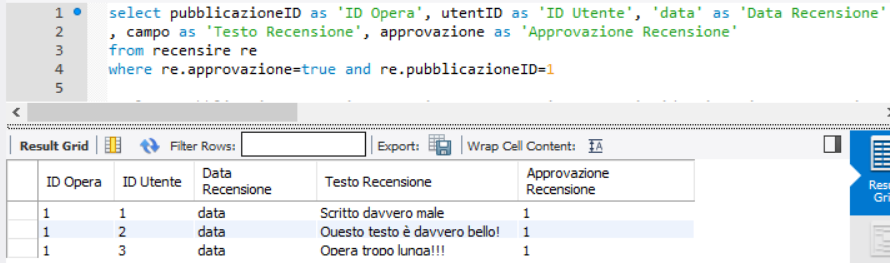 1 select pubblicazioneID as 'ID Opera', utentID as 'ID Utente', 'data' as 'Data Recensione'
2 , campo as 'Testo Recensione', approvazione as 'Approvazione Recensione'
3 from recensire re
4 where re.approvazione=true and re.pubblicazioneID=1
5
Result Grid Filter Rows: Export: Wrap Cell Content:
ID Opera ID Utente Data Recensione Testo Recensione Approvazione Recensione
1 1 data Scritto davvero male 1
1 2 data Questo testo è davvero bello! 1
1 3 data Opera tropo lunga!!! 1